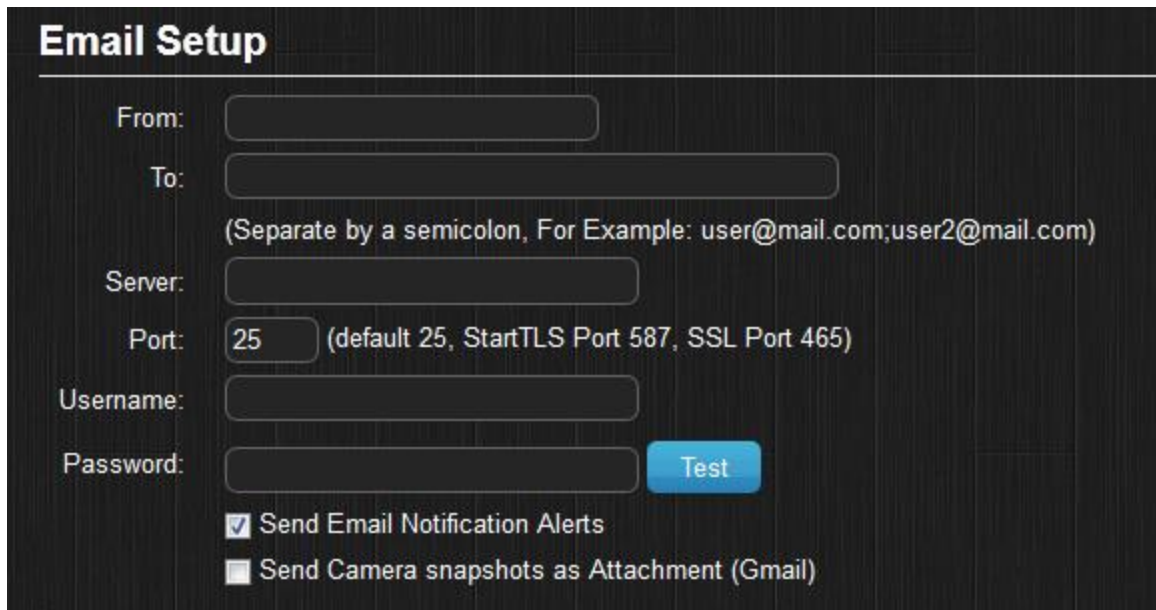 Email Setup
From:
To:
(Separate by a semicolon, For Example: user@mail.com;user2@mail.com)
Server:
Port: 25 (default 25, StartTLS Port 587, SSL Port 465)
Username:
Password: Test
Send Email Notification Alerts
Send Camera snapshots as Attachment (Gmail)